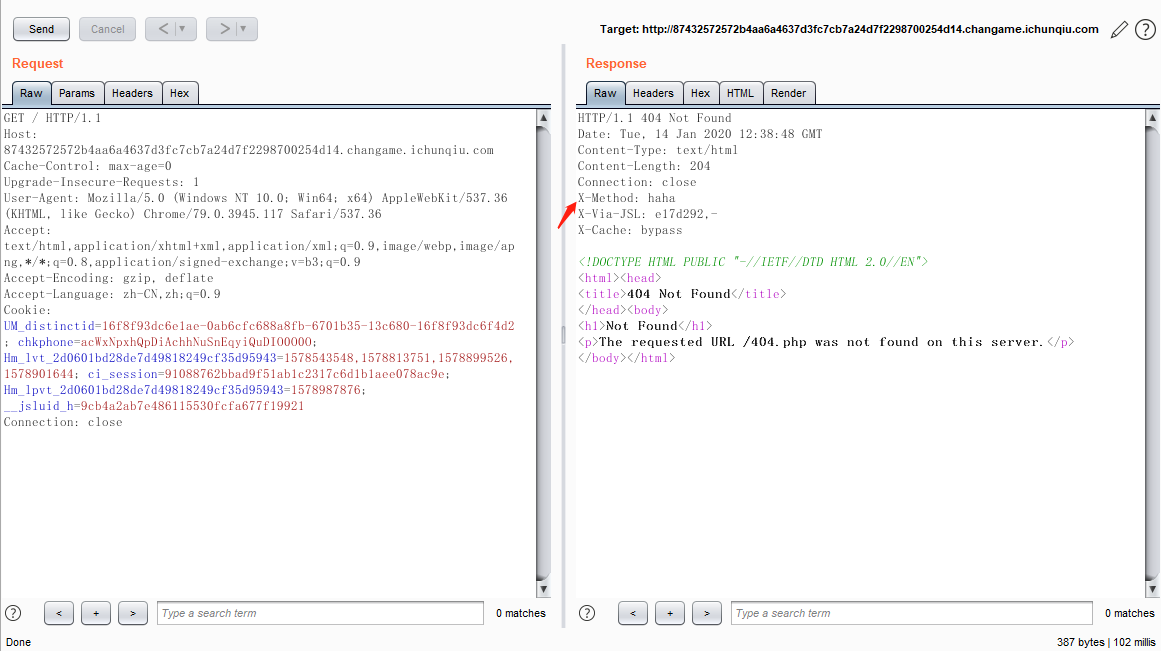 Send Cancel < | ▼ > | ▼ Target: http://87432572572b4aa6a4637d3fc7cb7a24d7f2298700254d14.changame.ichunqiu.com ?
Request
Raw Params Headers Hex
GET / HTTP/1.1
Host:
87432572572b4aa6a4637d3fc7cb7a24d7f2298700254d14.changame.ichunqiu.com
Cache-Control: max-age=0
Upgrade-Insecure-Requests: 1
User-Agent: Mozilla/5.0 (Windows NT 10.0; Win64; x64) AppleWebKit/537.36
(KHTML, like Gecko) Chrome/79.0.3945.117 Safari/537.36
Accept:
text/html,application/xhtml+xml,application/xml;q=0.9,image/webp,image/ap
ng,*/*;q=0.8,application/signed-exchange;v=b3;q=0.9
Accept-Encoding: gzip, deflate
Accept-Language: zh-CN,zh;q=0.9
Cookie:
UM_distinctid=16f8f93dc6e1ae-0ab6cfc688a8fb-6701b35-13c680-16f8f93dc6f4d2
; chkphone=acWxNpxhQpDiAchhNuSnEqyiQuDIO0O0O;
Hm_lvt_2d0601bd28de7d49818249cf35d95943=1578543548,1578813751,1578899526,
1578901644; ci_session=91088762bbad9f51ab1c2317c6d1b1aee078ac9e;
Hm_lpvt_2d0601bd28de7d49818249cf35d95943=1578987876;
__jsluid_h=9cb4a2ab7e486115530fcfa677f19921
Connection: close
? < + > Type a search term 0 matches
Response
Raw Headers Hex HTML Render
HTTP/1.1 404 Not Found
Date: Tue, 14 Jan 2020 12:38:48 GMT
Content-Type: text/html
Content-Length: 204
Connection: close
X-Method: haha
X-Via-JSL: e17d292,-
X-Cache: bypass
<!DOCTYPE HTML PUBLIC "-//IETF//DTD HTML 2.0//EN">
<html><head>
<title>404 Not Found</title>
</head><body>
<h1>Not Found</h1>
<p>The requested URL /404.php was not found on this server.</p>
</body></html>
? < + > Type a search term 0 matches
Done 387 bytes | 102 millis